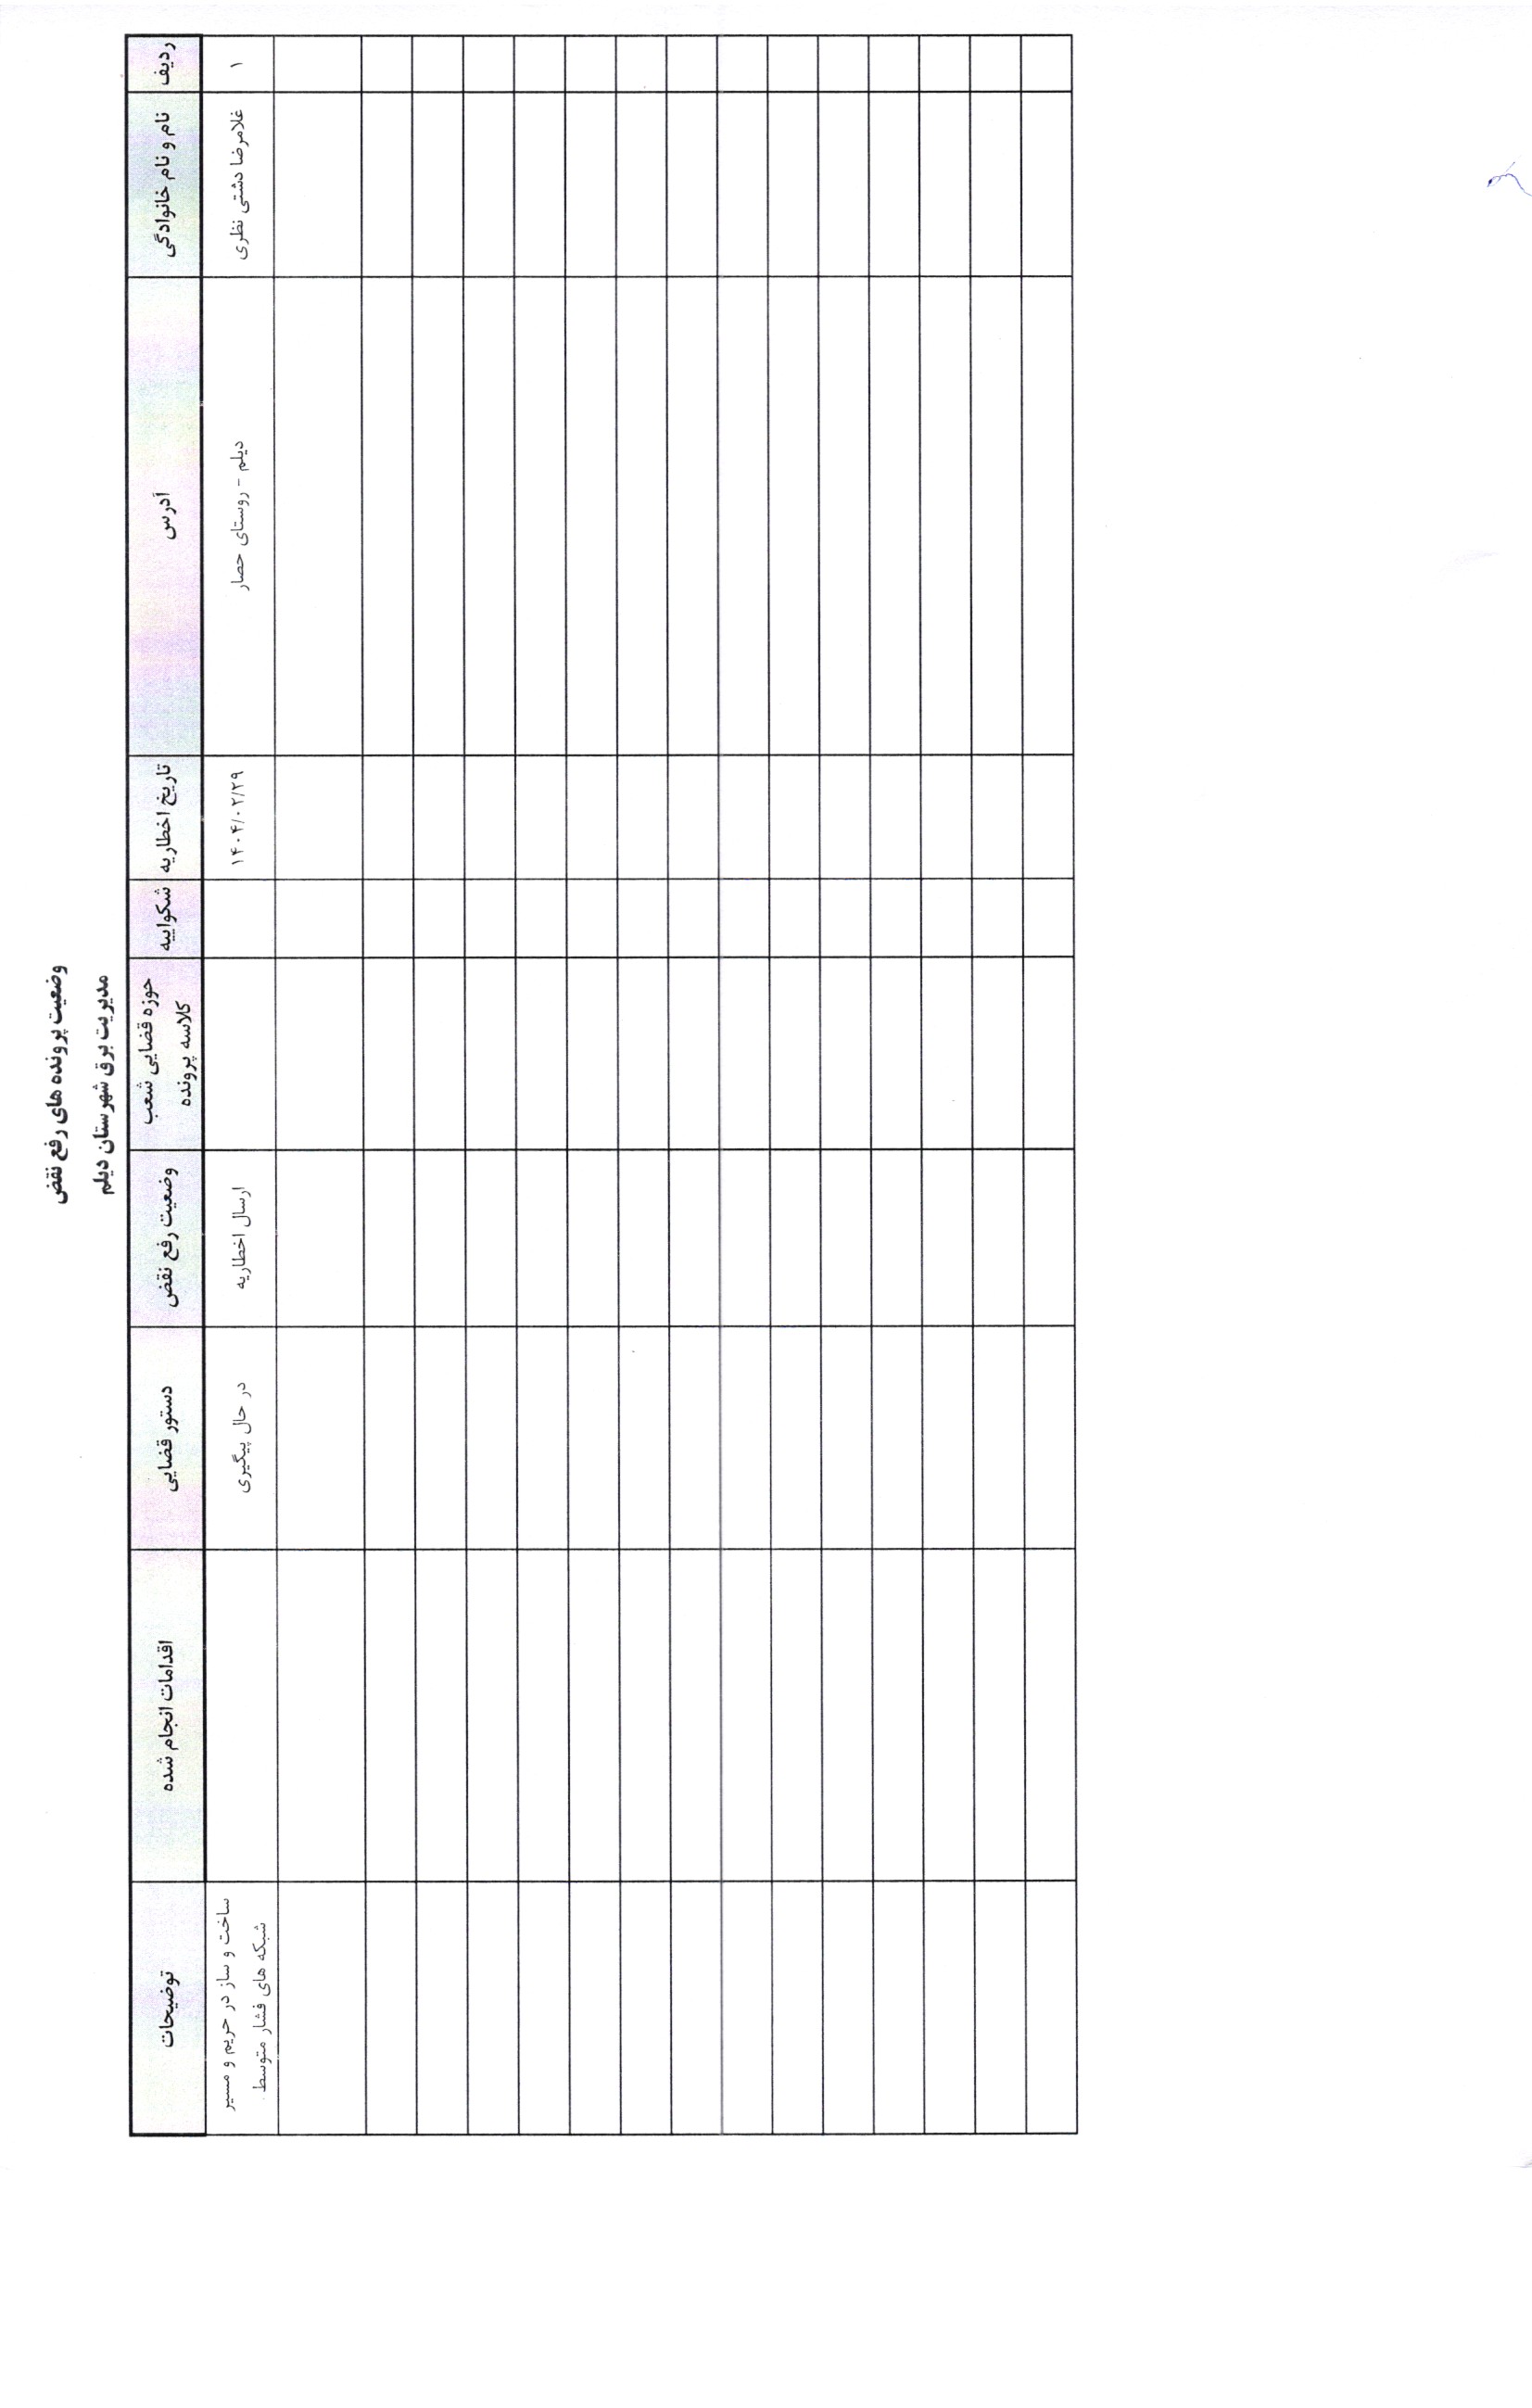 وضعیت پرونده های رفع نقض
مدیریت برق شهرستان دیلم
ردیف	نام و نام خانوادگی	آدرس	تاریخ اخطاریه	شکواییه	حوزه قضایی شعب کلاسه پرونده	وضعیت رفع نقض	دستور قضایی	اقدامات انجام شده	توضیحات
۱	غلامرضا دشتی نظری	دیلم - روستای حصار	۱۴۰۴/۰۲/۲۹	ارسال اخطاریه	در حال پیگیری	ساخت و ساز در حریم و مسیر
شبکه های فشار متوسط